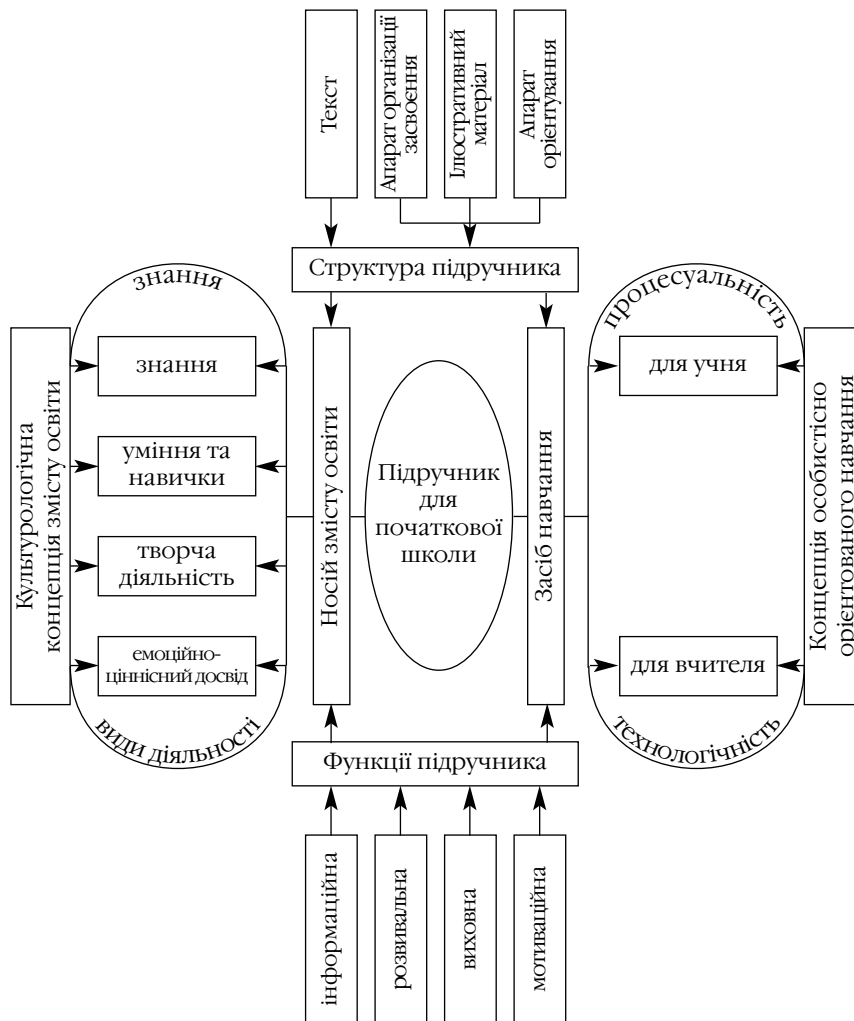 Текст
Апарат організації
засвоєння
Ілюстративний
матеріал
Апарат
орієнтування
Структура підручника
знання
процесуальність
Культурологічна
концепція змісту освіти
знання
уміння та
навички
творча
діяльність
емоційно-
ціннісний досвід
види діяльності
Носій змісту освіти
Підручник
для
початкової
школи
Засіб навчання
для учня
для вчителя
технологічність
Концепція особистісно
орієнтованого навчання
Функції підручника
інформаційна
розвивальна
виховна
мотиваційна